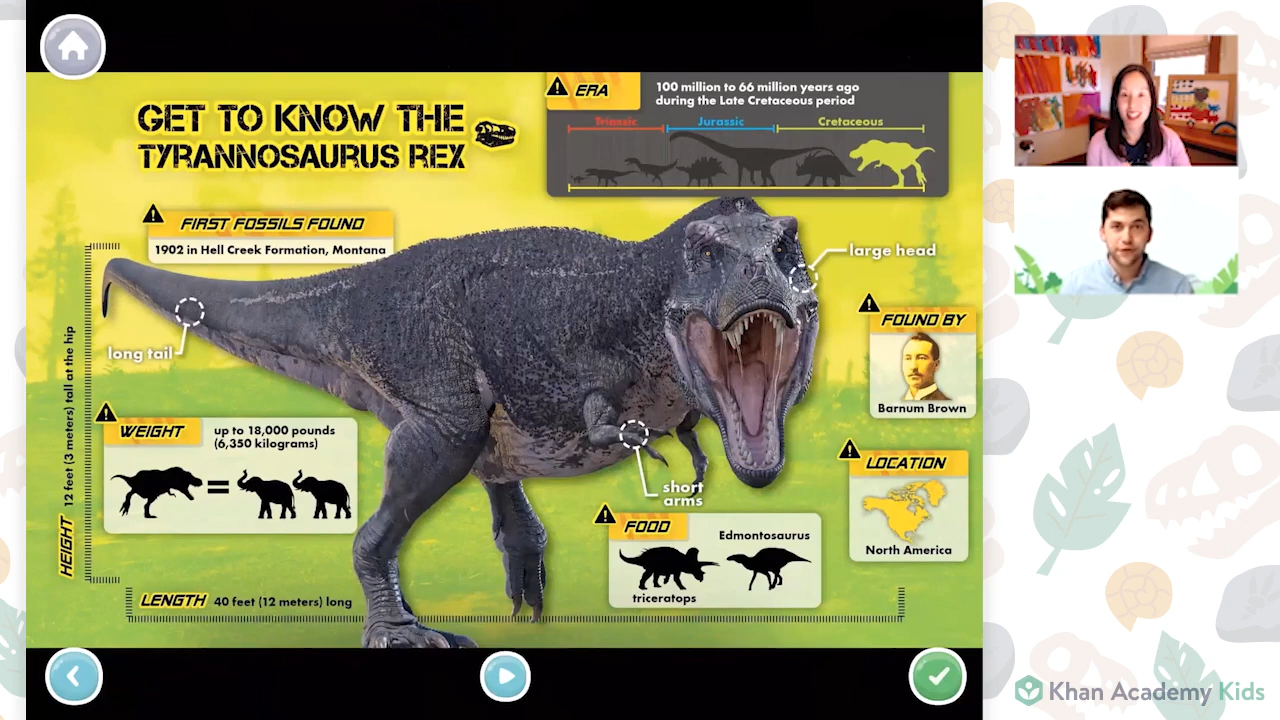 GET TO KNOW THE
TYRANNOSAURUS REX
ERA
100 million to 66 million years ago
during the Late Cretaceous period
Triassic
Jurassic
Cretaceous
FIRST FOSSILS FOUND
1902 in Hell Creek Formation, Montana
large head
long tail
FOUND BY
Barnum Brown
WEIGHT
up to 18,000 pounds
(6,350 kilograms)
=
HEIGHT 12 feet (3 meters) tall at the hip
short
arms
LOCATION
North America
FOOD
Edmontosaurus
triceratops
LENGTH 40 feet (12 meters) long
Khan Academy Kids